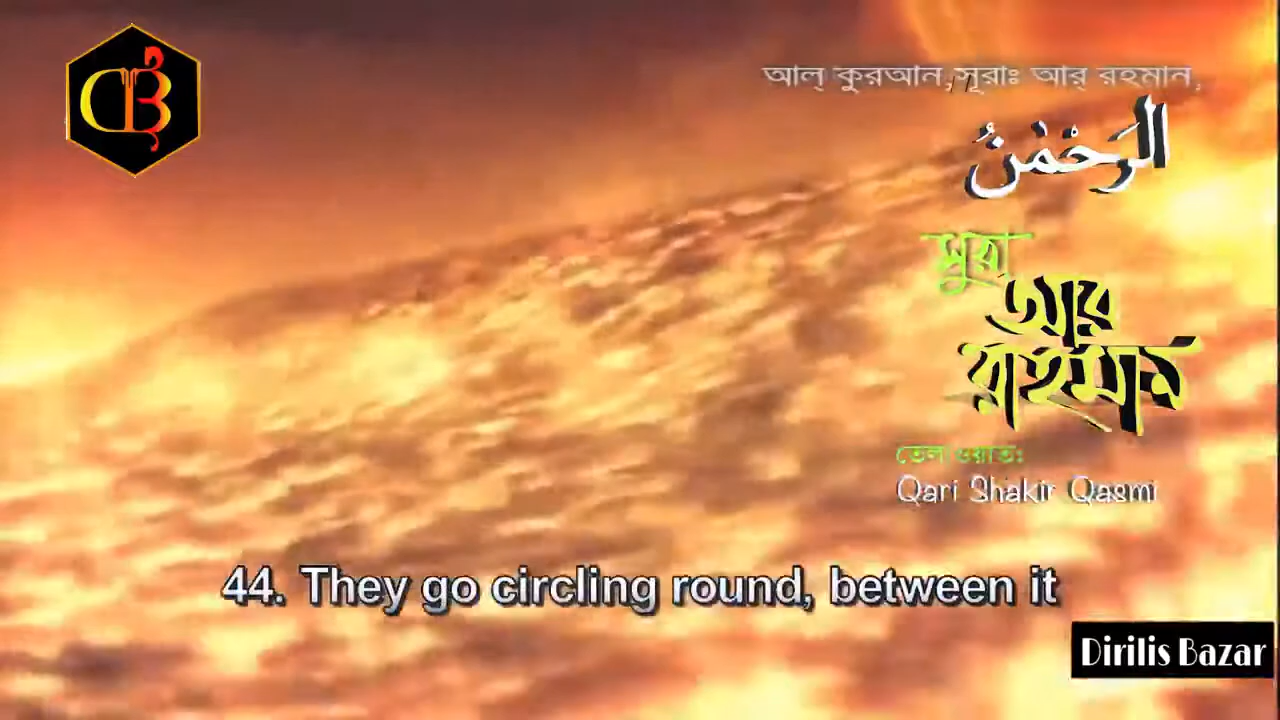 আল্ কুরআন,সূরাঃ আর্ রহমান,
الرَحْمٰنُ
সুরা
আর
রাহমান
তেলাওয়াতঃ
Qari Shakir Qasmi
44. They go circling round, between it
Dirilis Bazar